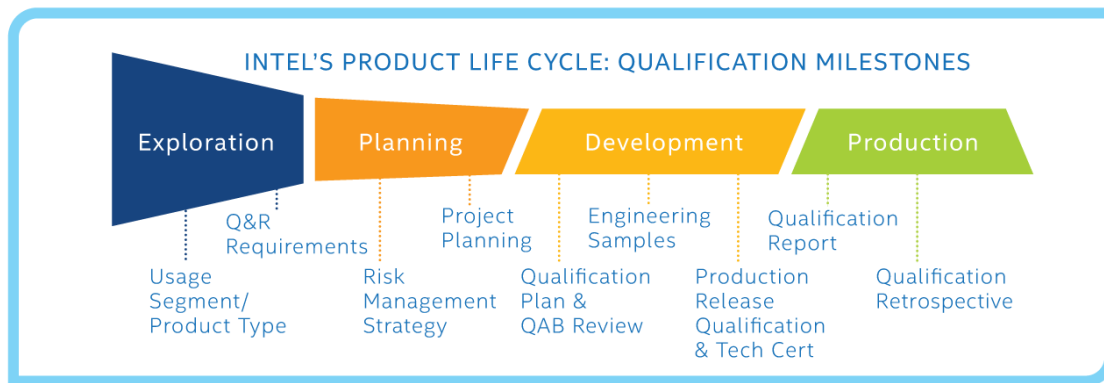 INTEL'S PRODUCT LIFE CYCLE: QUALIFICATION MILESTONES
Exploration
Planning
Development
Production
Usage
Segment/
Product Type
Q&R
Requirements
Risk
Management
Strategy
Project
Planning
Qualification
Plan &
QAB Review
Engineering
Samples
Production
Release
Qualification
& Tech Cert
Qualification
Report
Qualification
Retrospective